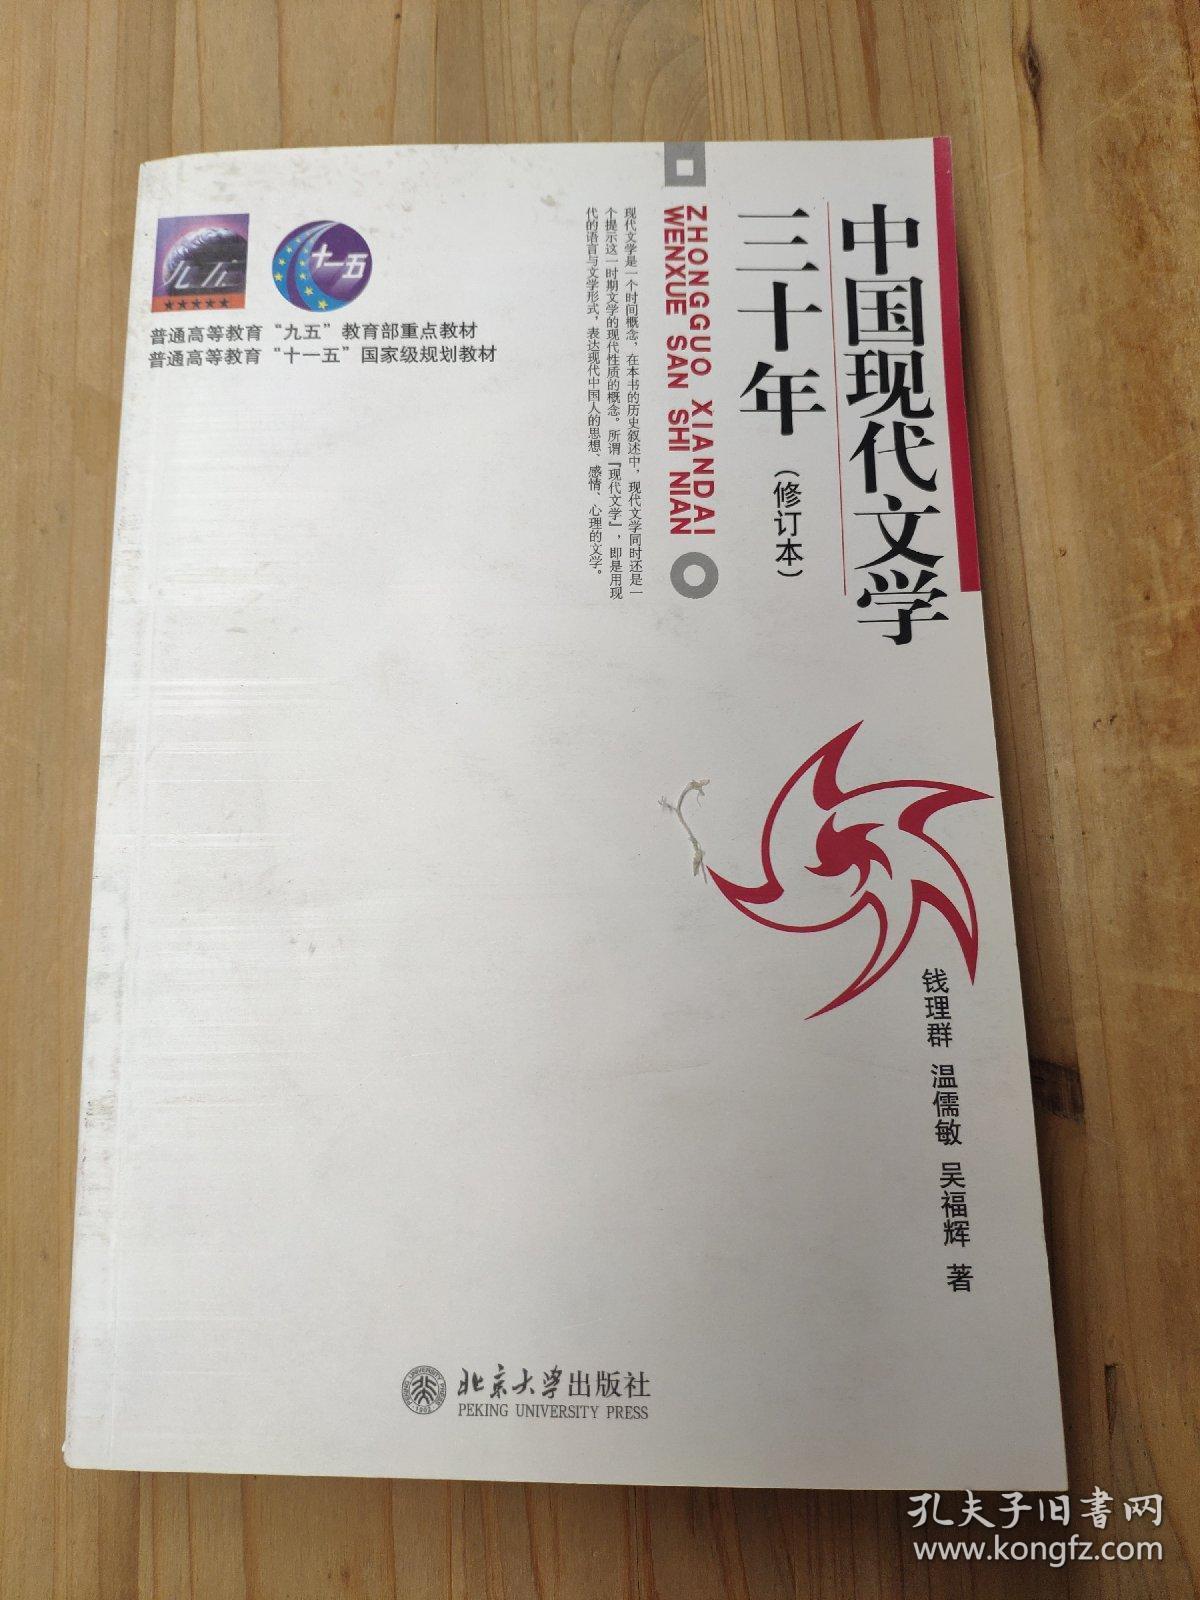 中国现代文学
三十年（修订本）
ZHONGGUO XIANDAI
WENXUE SAN SHI NIAN
现代文学是一个时间概念，在本书的历史叙述中，现代文学同时还是一
个提示这一时期文学的现代性质的概念。所谓『现代文学』，即是用现
代的语言与文学形式，表达现代中国人的思想、感情、心理的文学。
九五
十一五
普通高等教育“九五”教育部重点教材
普通高等教育“十一五”国家级规划教材
钱理群 温儒敏 吴福辉 著
北京大学出版社
PEKING UNIVERSITY PRESS
PEKING UNIVERSITY
1902
孔夫子旧书网
www.kongfz.com